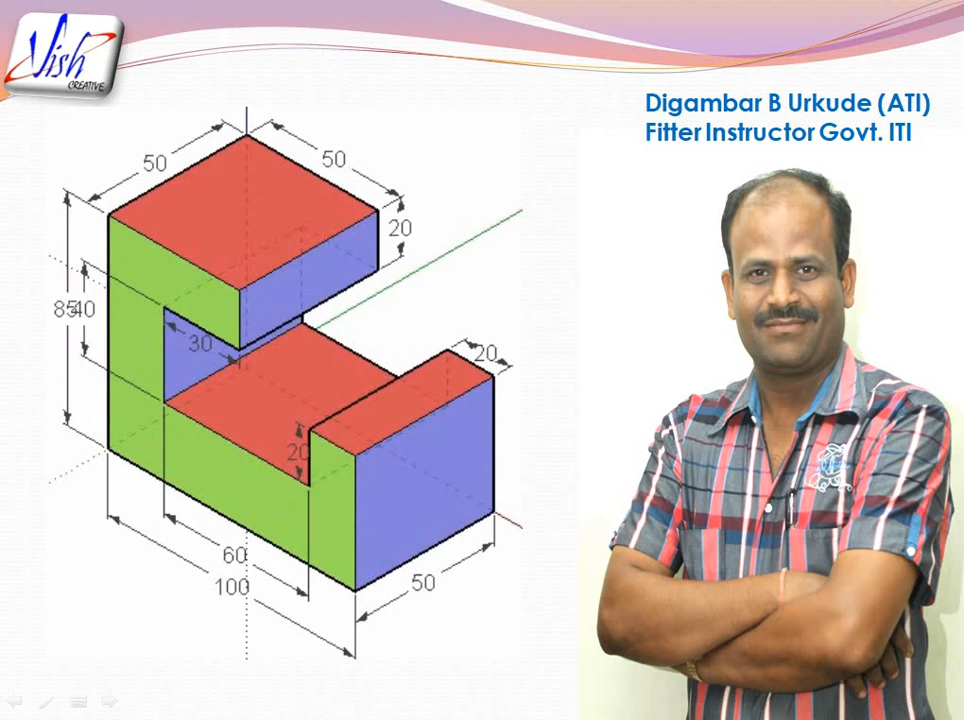 Vish
CREATIVE
Digambar B Urkude (ATI)
Fitter Instructor Govt. ITI
50
50
20
85
40
30
20
20
60
100
50